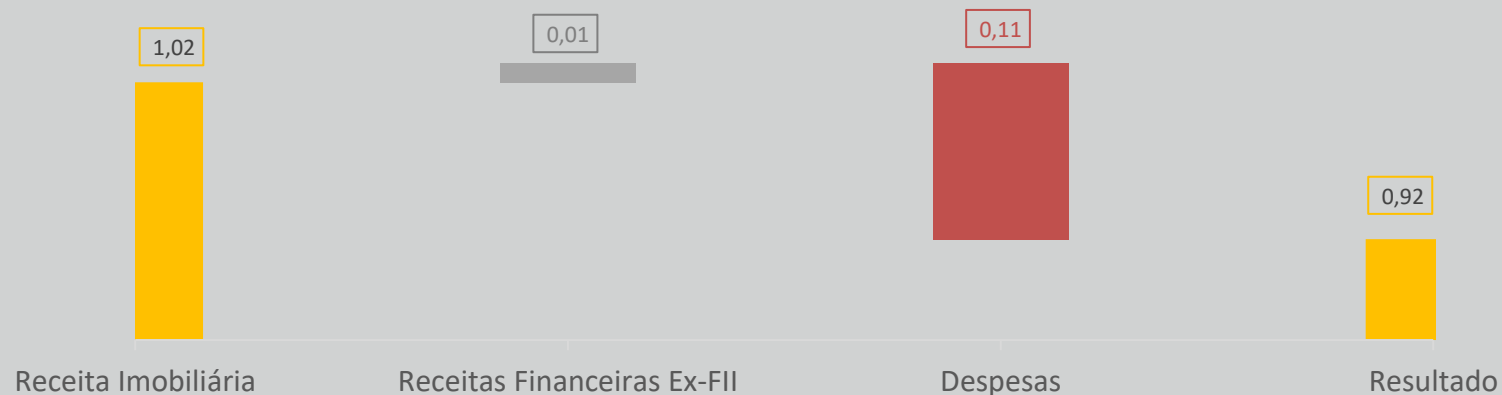 1,02
0,01
0,11
0,92
Receita Imobiliária
Receitas Financeiras Ex-FII
Despesas
Resultado